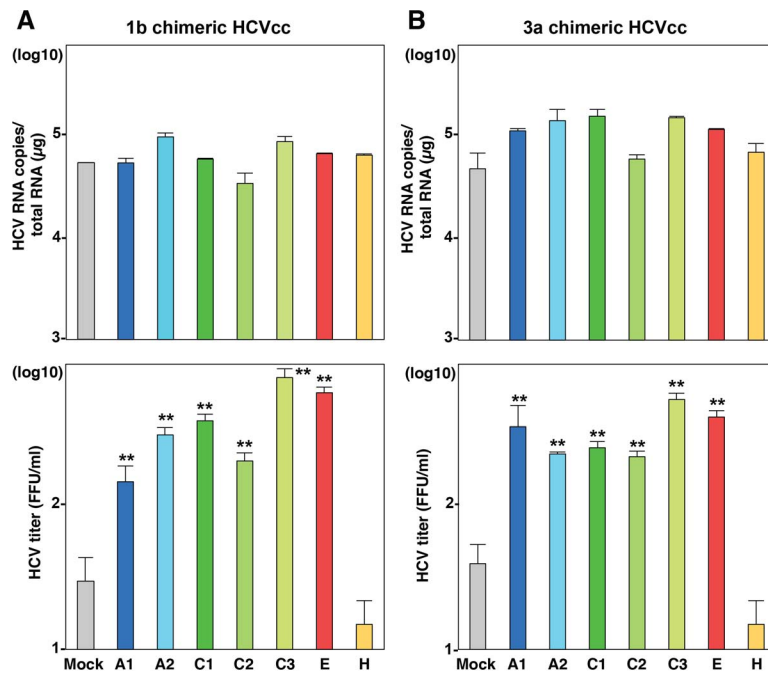 A
1b chimeric HCVcc
(log10)
HCV RNA copies/
total RNA (µg)
5
4
3
(log10)
HCV titer (FFU/ml)
2
1
**
**
**
**
**
**
Mock A1 A2 C1 C2 C3 E H
B
3a chimeric HCVcc
(log10)
HCV RNA copies/
total RNA (µg)
5
4
3
(log10)
HCV titer (FFU/ml)
2
1
**
**
**
**
**
**
Mock A1 A2 C1 C2 C3 E H